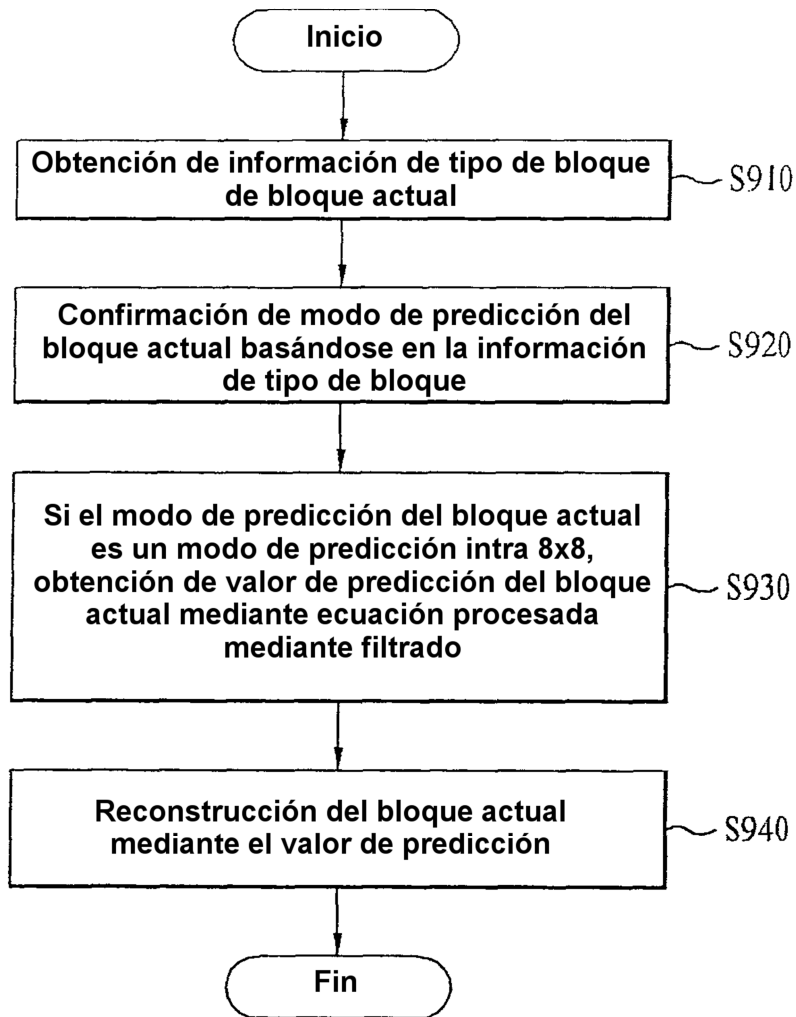 Inicio
Obtención de información de tipo de bloque
de bloque actual
S910
Confirmación de modo de predicción del
bloque actual basándose en la información
de tipo de bloque
S920
Si el modo de predicción del bloque actual
es un modo de predicción intra 8x8,
obtención de valor de predicción del bloque
actual mediante ecuación procesada
mediante filtrado
S930
Reconstrucción del bloque actual
mediante el valor de predicción
S940
Fin